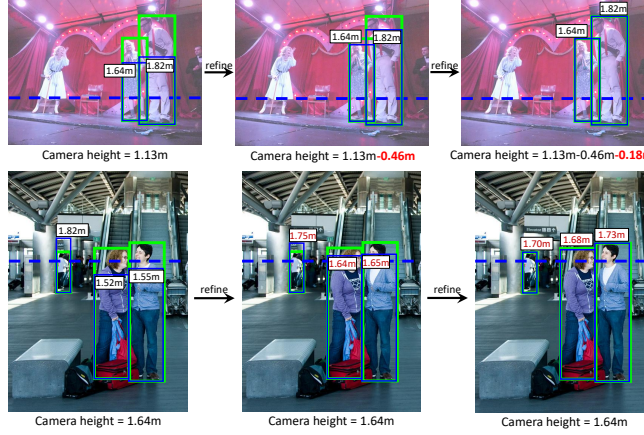 1.64m
1.82m
refine
1.64m
1.82m
refine
1.64m
1.82m
Camera height = 1.13m
Camera height = 1.13m-0.46m
Camera height = 1.13m-0.46m-0.18m
1.82m
1.52m
1.55m
refine
1.75m
1.64m
1.65m
refine
1.70m
1.68m
1.73m
Camera height = 1.64m
Camera height = 1.64m
Camera height = 1.64m